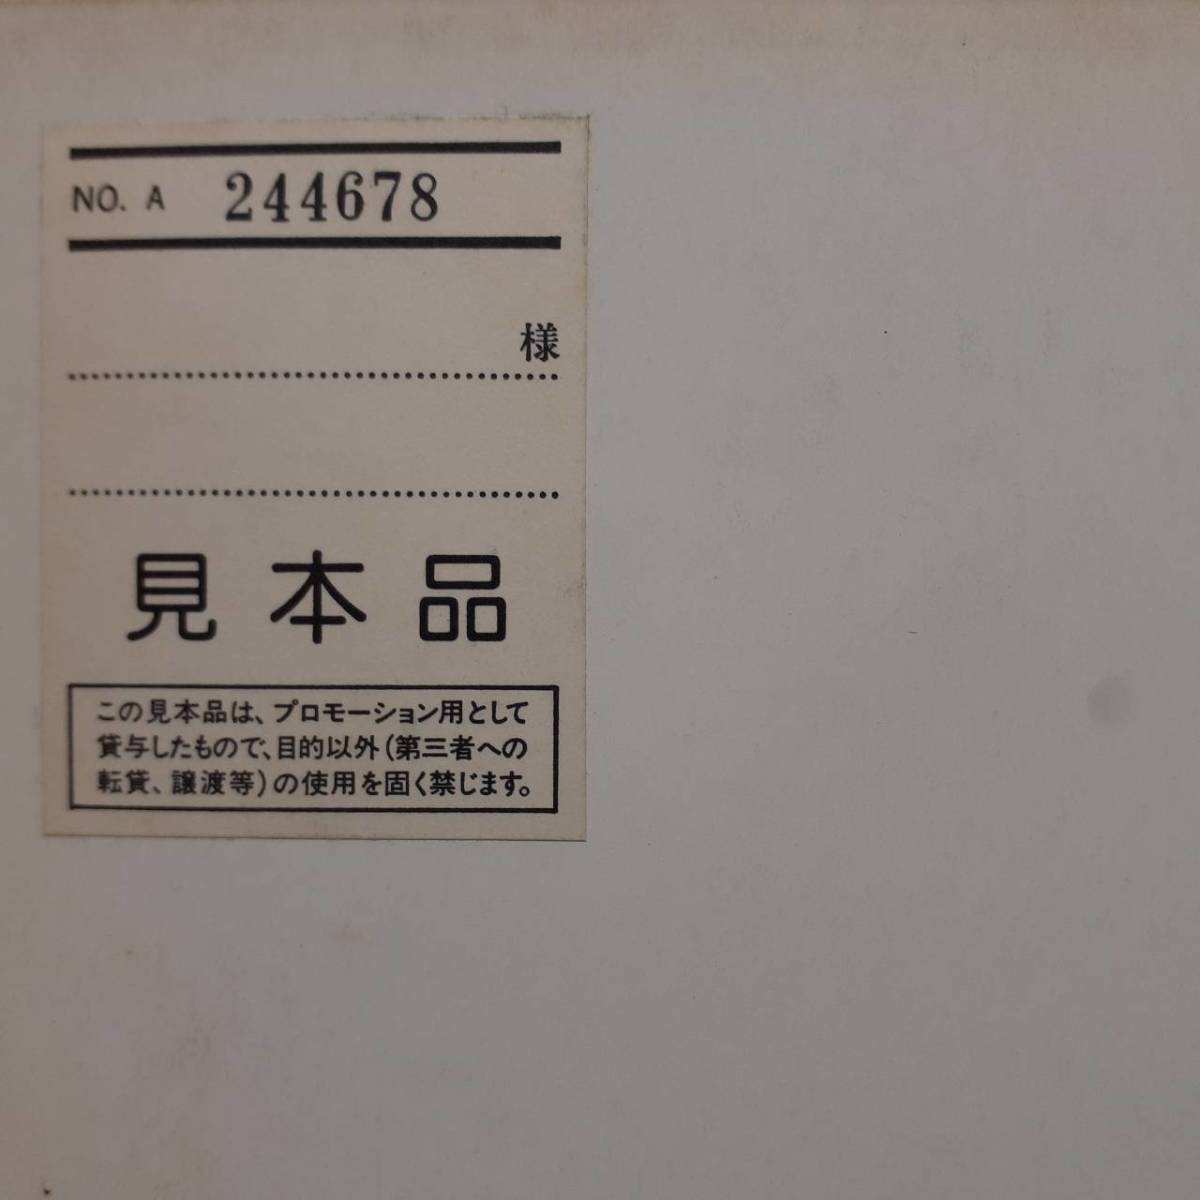 NO. A 244678
様
見本品
この見本品は、プロモーション用として
貸与したもので、目的以外(第三者への
転貸、譲渡等)の使用を固く禁じます。